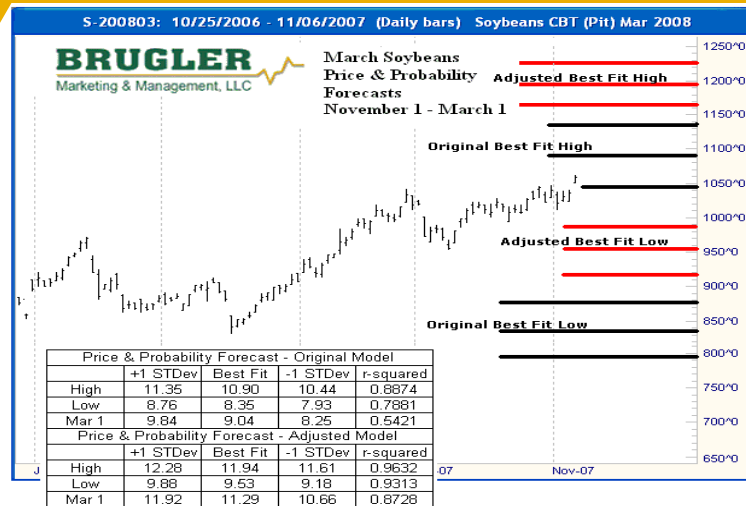 S-200803: 10/25/2006 - 11/06/2007 (Daily bars) Soybeans CBT (Pit) Mar 2008
BRUGLER
Marketing & Management, LLC
March Soybeans
Price & Probability
Forecasts
November 1 - March 1
Adjusted Best Fit High
Original Best Fit High
Adjusted Best Fit Low
Original Best Fit Low
1250^0
1200^0
1150^0
1100^0
1050^0
1000^0
950^0
900^0
850^0
800^0
750^0
700^0
650^0
Price & Probability Forecast - Original Model
+1 STDev Best Fit -1 STDev r-squared
High 11.35 10.90 10.44 0.8874
Low 8.76 8.35 7.93 0.7881
Mar 1 9.84 9.04 8.25 0.5421
Price & Probability Forecast - Adjusted Model
+1 STDev Best Fit -1 STDev r-squared
High 12.28 11.94 11.61 0.9632
Low 9.88 9.53 9.18 0.9313
Mar 1 11.92 11.29 10.66 0.8728
J -07 Nov-07